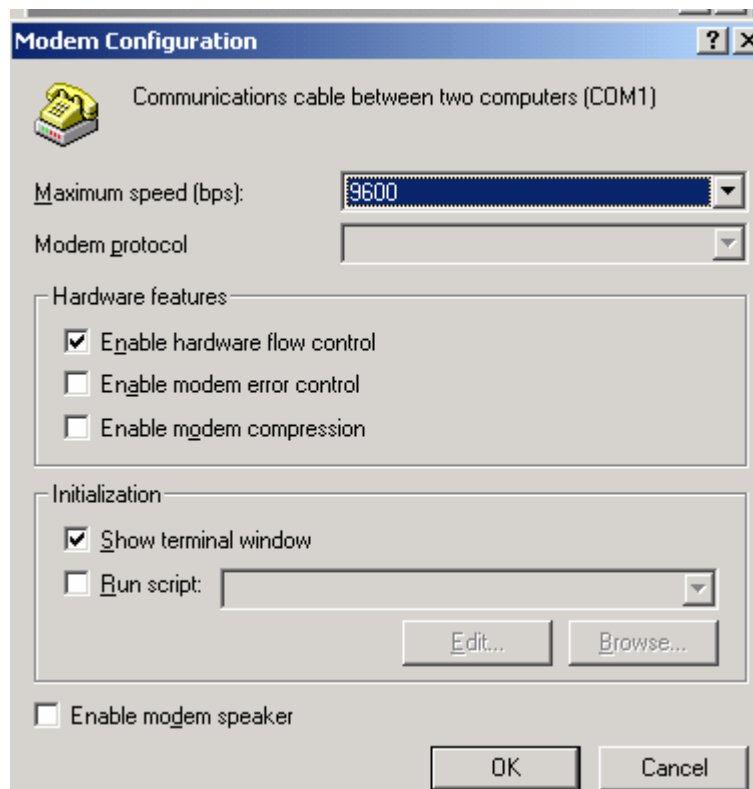 Modem Configuration
Communications cable between two computers (COM1)
Maximum speed (bps): 9600
Modem protocol
Hardware features
Enable hardware flow control
Enable modem error control
Enable modem compression
Initialization
Show terminal window
Run script:
Edit... Browse...
Enable modem speaker
OK Cancel